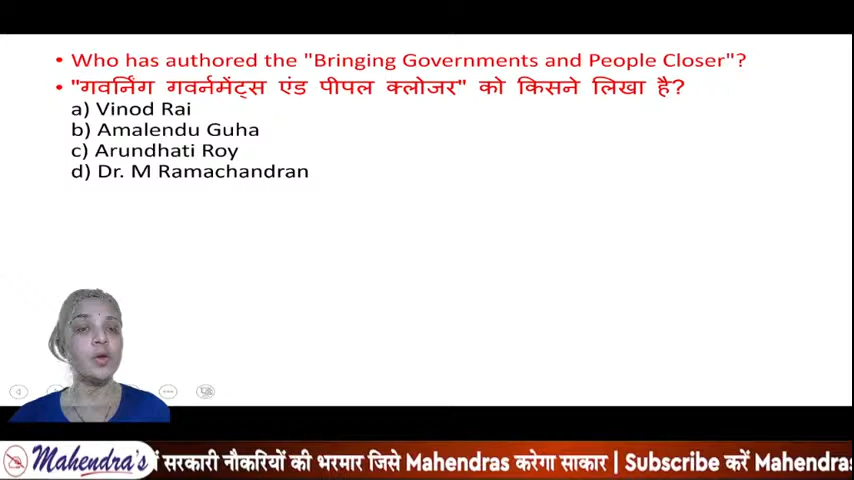 • Who has authored the "Bringing Governments and People Closer"?
• "गवर्निंग गवर्नमेंट्स एंड पीपल क्लोजर" को किसने लिखा है?
a) Vinod Rai
b) Amalendu Guha
c) Arundhati Roy
d) Dr. M Ramachandran
Mahendra's में सरकारी नौकरियों की भरमार जिसे Mahendras करेगा साकार | Subscribe करें Mahendras